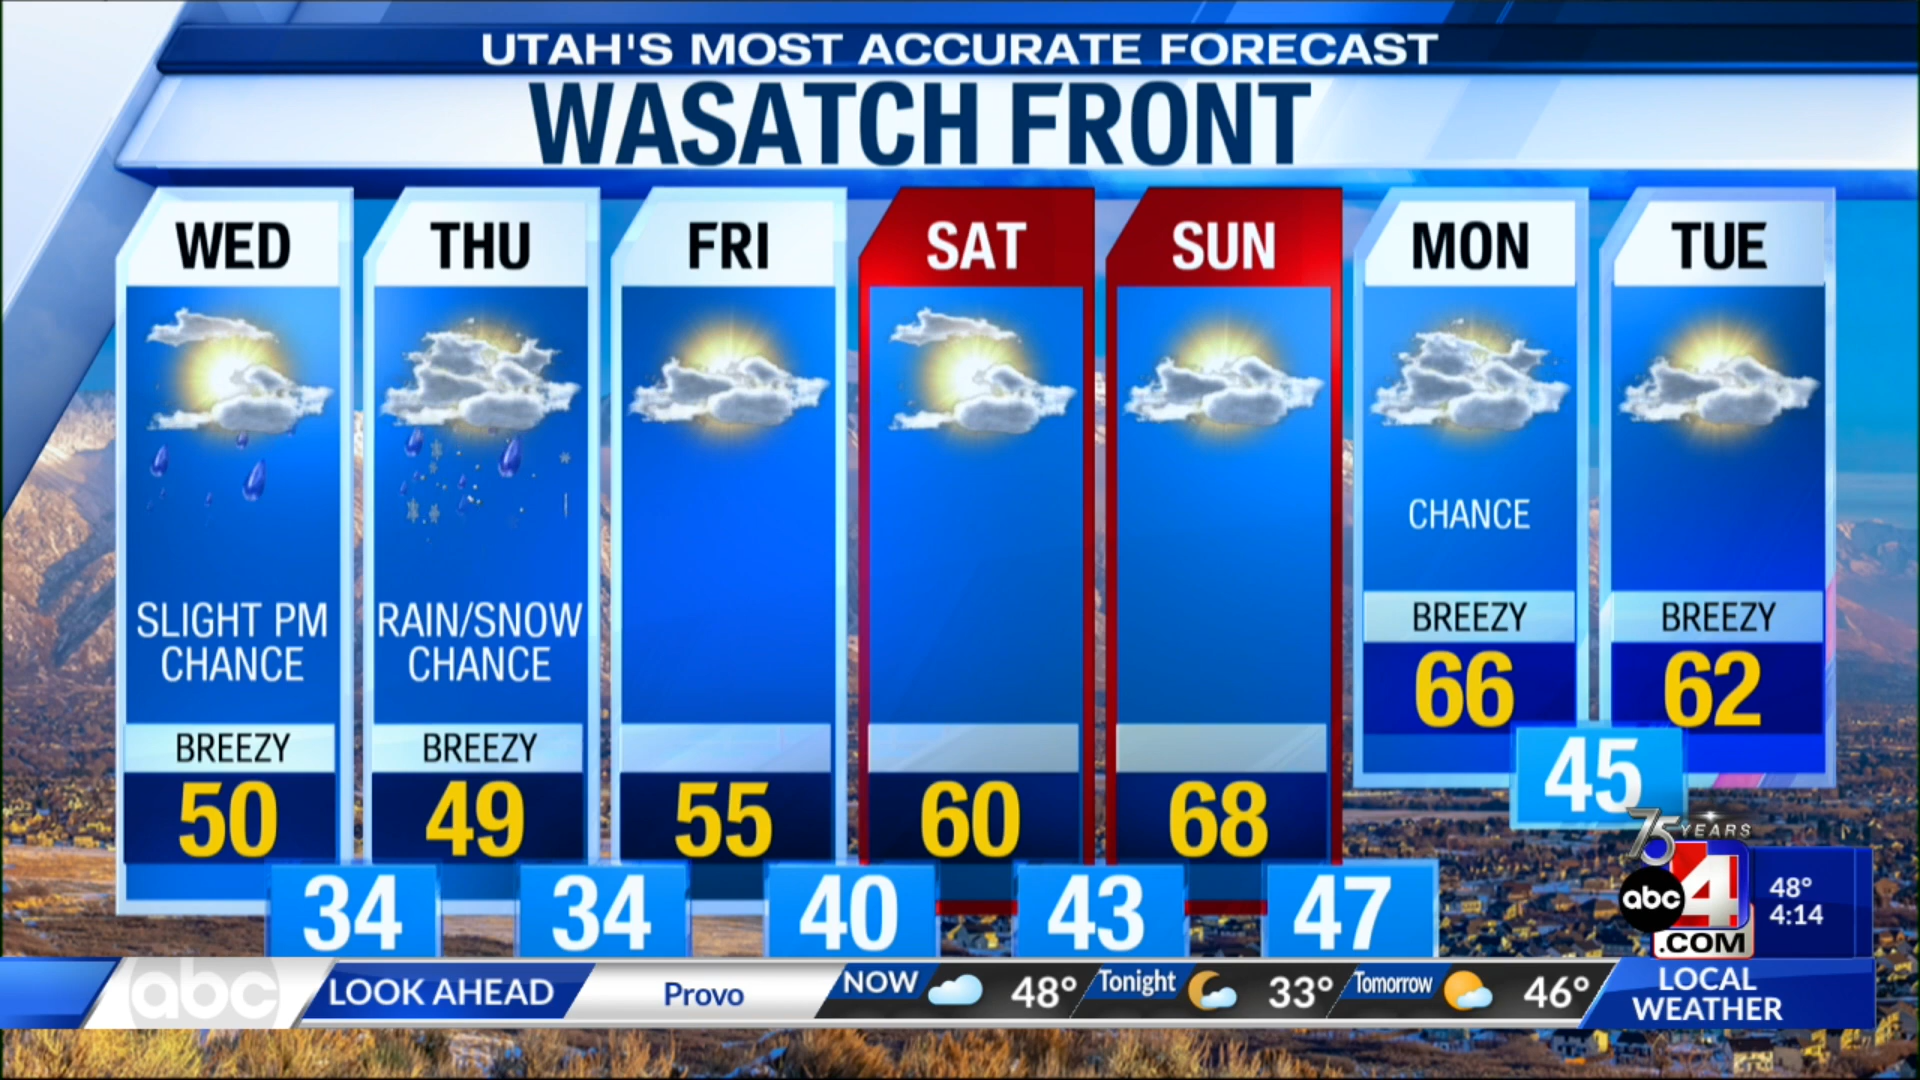 UTAH'S MOST ACCURATE FORECAST
WASATCH FRONT
WED
THU
FRI
SAT
SUN
MON
TUE
CHANCE
SLIGHT PM
CHANCE
RAIN/SNOW
CHANCE
BREEZY
BREEZY
BREEZY
BREEZY
50
49
55
60
68
66
62
34
34
40
43
47
45
75 YEARS
abc 4
.COM
48°
4:14
abc
LOOK AHEAD
Provo
NOW
48°
Tonight
33°
Tomorrow
46°
LOCAL
WEATHER